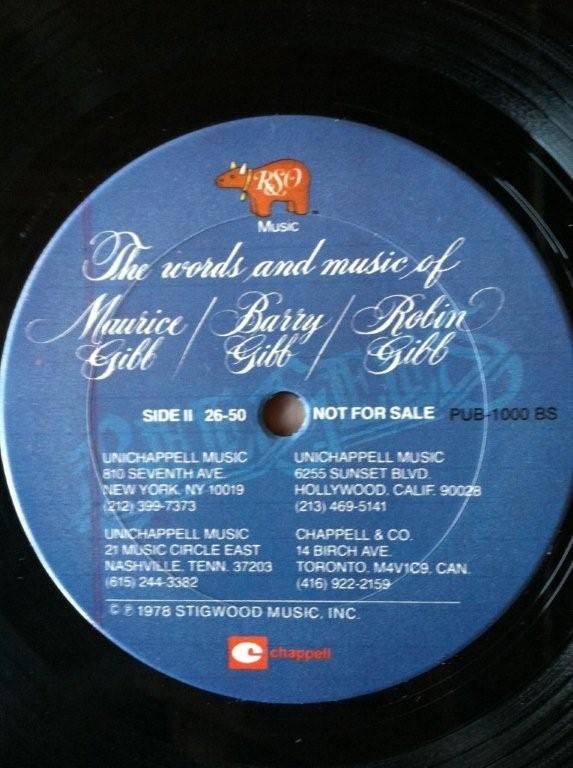 RSO
Music
The words and music of
Maurice Gibb / Barry Gibb / Robin Gibb
SIDE II 26-50 NOT FOR SALE PUB-1000 BS
UNICHAPPELL MUSIC
810 SEVENTH AVE.
NEW YORK, NY 10019
(212) 399-7373
UNICHAPPELL MUSIC
6255 SUNSET BLVD.
HOLLYWOOD, CALIF. 90028
(213) 469-5141
UNICHAPPELL MUSIC
21 MUSIC CIRCLE EAST
NASHVILLE, TENN. 37203
(615) 244-3382
CHAPPELL & CO.
14 BIRCH AVE.
TORONTO, M4V1C9, CAN.
(416) 922-2159
© ℗ 1978 STIGWOOD MUSIC, INC.
chappell